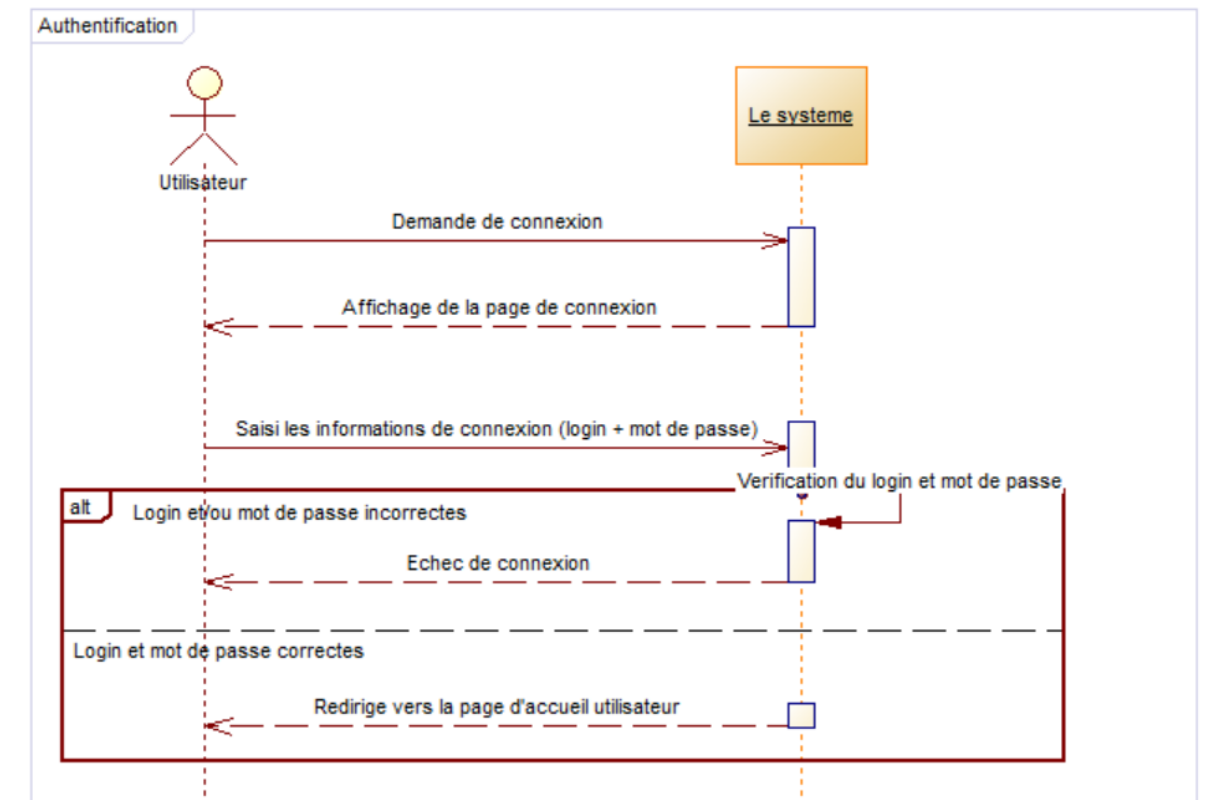 Authentification
Le systeme
Utilisateur
Demande de connexion
Affichage de la page de connexion
Saisi les informations de connexion (login + mot de passe)
Verification du login et mot de passe
alt
Login et/ou mot de passe incorrectes
Echec de connexion
Login et mot de passe correctes
Redirige vers la page d'accueil utilisateur